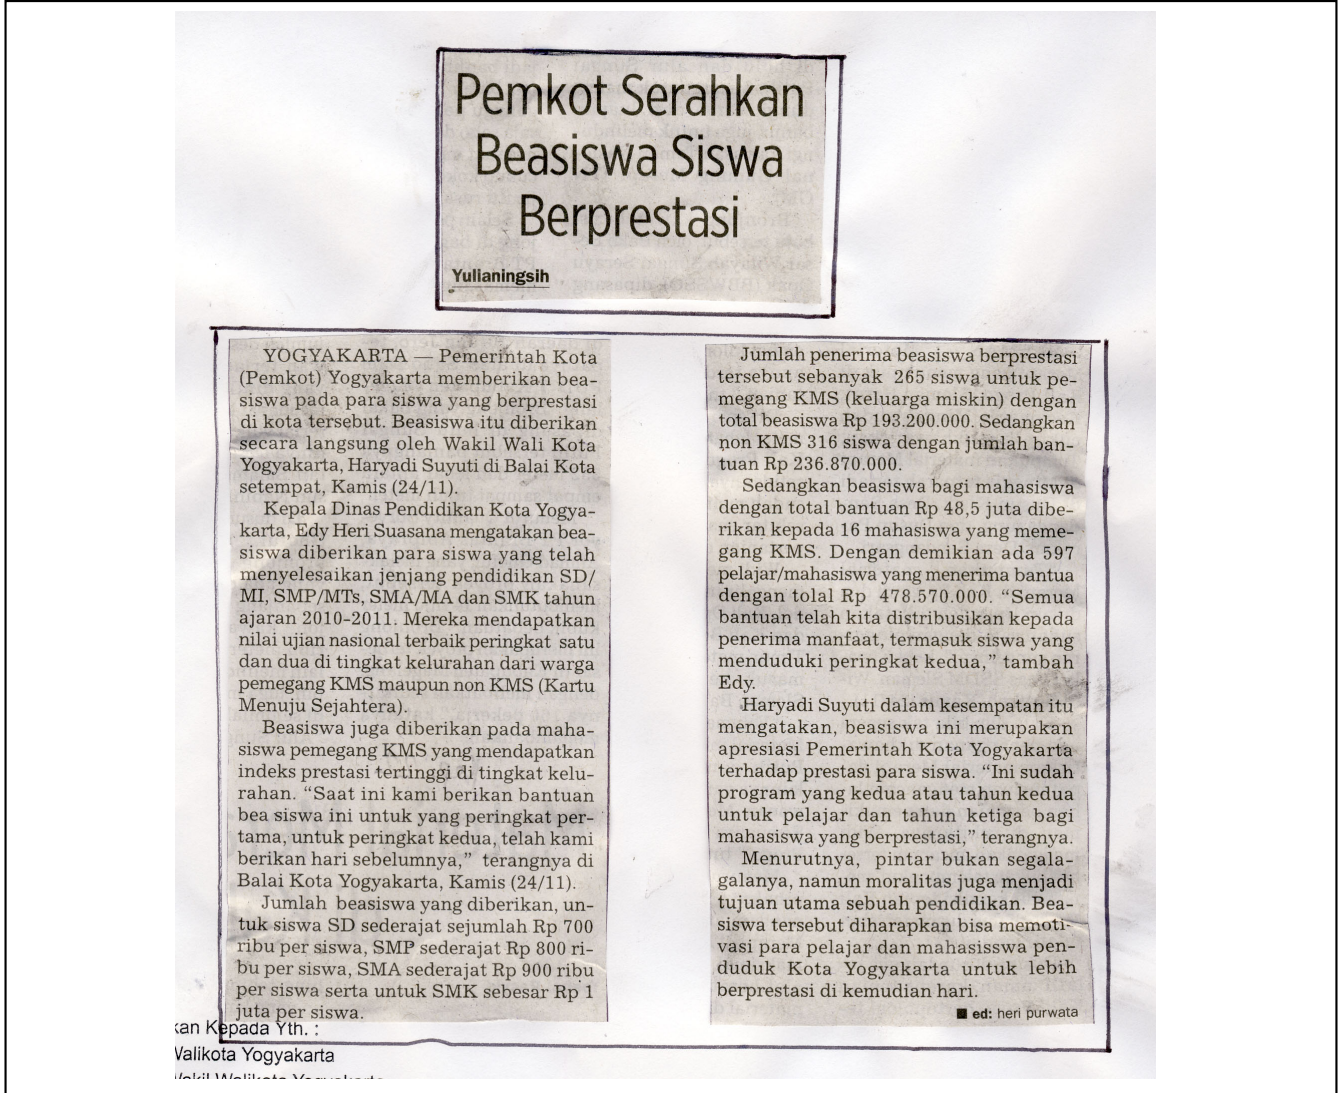 Pemkot Serahkan
Beasiswa Siswa
Berprestasi
Yulianingsih
YOGYAKARTA — Pemerintah Kota
(Pemkot) Yogyakarta memberikan bea-
siswa pada para siswa yang berprestasi
di kota tersebut. Beasiswa itu diberikan
secara langsung oleh Wakil Wali Kota
Yogyakarta, Haryadi Suyuti di Balai Kota
setempat, Kamis (24/11).
Kepala Dinas Pendidikan Kota Yogya-
karta, Edy Heri Suasana mengatakan bea-
siswa diberikan para siswa yang telah
menyelesaikan jenjang pendidikan SD/
MI, SMP/MTs, SMA/MA dan SMK tahun
ajaran 2010-2011. Mereka mendapatkan
nilai ujian nasional terbaik peringkat satu
dan dua di tingkat kelurahan dari warga
pemegang KMS maupun non KMS (Kartu
Menuju Sejahtera).
Beasiswa juga diberikan pada maha-
siswa pemegang KMS yang mendapatkan
indeks prestasi tertinggi di tingkat kelu-
rahan. “Saat ini kami berikan bantuan
bea siswa ini untuk yang peringkat per-
tama, untuk peringkat kedua, telah kami
berikan hari sebelumnya,” terangnya di
Balai Kota Yogyakarta, Kamis (24/11).
Jumlah beasiswa yang diberikan, un-
tuk siswa SD sederajat sejumlah Rp 700
ribu per siswa, SMP sederajat Rp 800 ri-
bu per siswa, SMA sederajat Rp 900 ribu
per siswa serta untuk SMK sebesar Rp 1
juta per siswa.
Jumlah penerima beasiswa berprestasi
tersebut sebanyak 265 siswa untuk pe-
megang KMS (keluarga miskin) dengan
total beasiswa Rp 193.200.000. Sedangkan
non KMS 316 siswa dengan jumlah ban-
tuan Rp 236.870.000.
Sedangkan beasiswa bagi mahasiswa
dengan total bantuan Rp 48,5 juta dibe-
rikan kepada 16 mahasiswa yang meme-
gang KMS. Dengan demikian ada 597
pelajar/mahasiswa yang menerima bantua
dengan tolal Rp 478.570.000. “Semua
bantuan telah kita distribusikan kepada
penerima manfaat, termasuk siswa yang
menduduki peringkat kedua,” tambah
Edy.
Haryadi Suyuti dalam kesempatan itu
mengatakan, beasiswa ini merupakan
apresiasi Pemerintah Kota Yogyakarta
terhadap prestasi para siswa. “Ini sudah
program yang kedua atau tahun kedua
untuk pelajar dan tahun ketiga bagi
mahasiswa yang berprestasi,” terangnya.
Menurutnya, pintar bukan segala-
galanya, namun moralitas juga menjadi
tujuan utama sebuah pendidikan. Bea-
siswa tersebut diharapkan bisa memoti-
vasi para pelajar dan mahasisswa pen-
duduk Kota Yogyakarta untuk lebih
berprestasi di kemudian hari.
■ ed: heri purwata
kan Kepada Yth. :
Walikota Yogyakarta